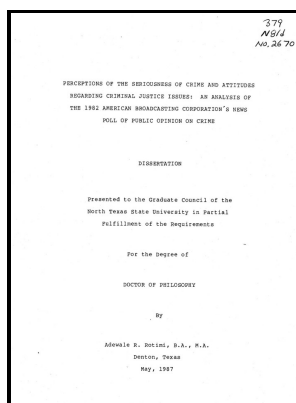 379
N81d
No. 2670
PERCEPTIONS OF THE SERIOUSNESS OF CRIME AND ATTITUDES
REGARDING CRIMINAL JUSTICE ISSUES: AN ANALYSIS OF
THE 1982 AMERICAN BROADCASTING CORPORATION'S NEWS
POLL OF PUBLIC OPINION ON CRIME
DISSERTATION
Presented to the Graduate Council of the
North Texas State University in Partial
Fulfillment of the Requirements
For the Degree of
DOCTOR OF PHILOSOPHY
By
Adewale R. Rotimi, B.A., M.A.
Denton, Texas
May, 1987